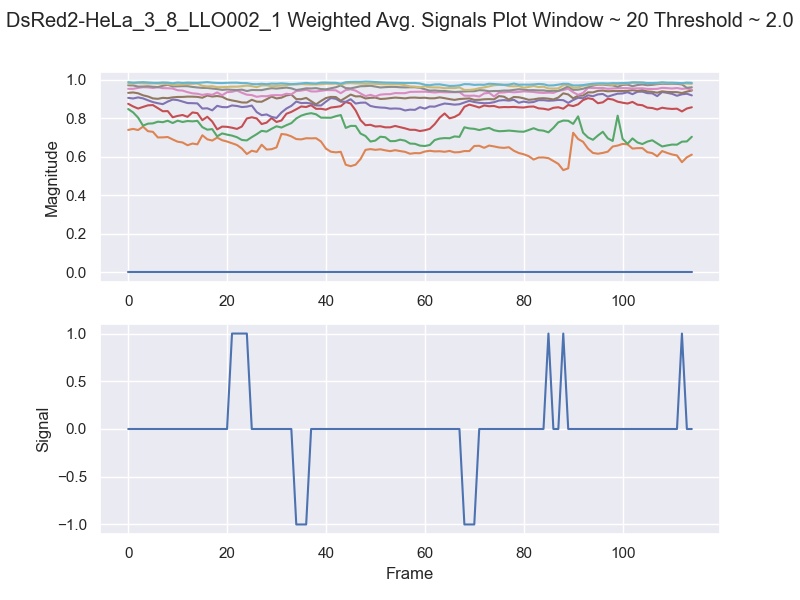 DsRed2-HeLa_3_8_LLO002_1 Weighted Avg. Signals Plot Window ~ 20 Threshold ~ 2.0
1.0
0.8
0.6
0.4
0.2
0.0
Magnitude
0 20 40 60 80 100
1.0
0.5
0.0
−0.5
−1.0
Signal
0 20 40 60 80 100
Frame